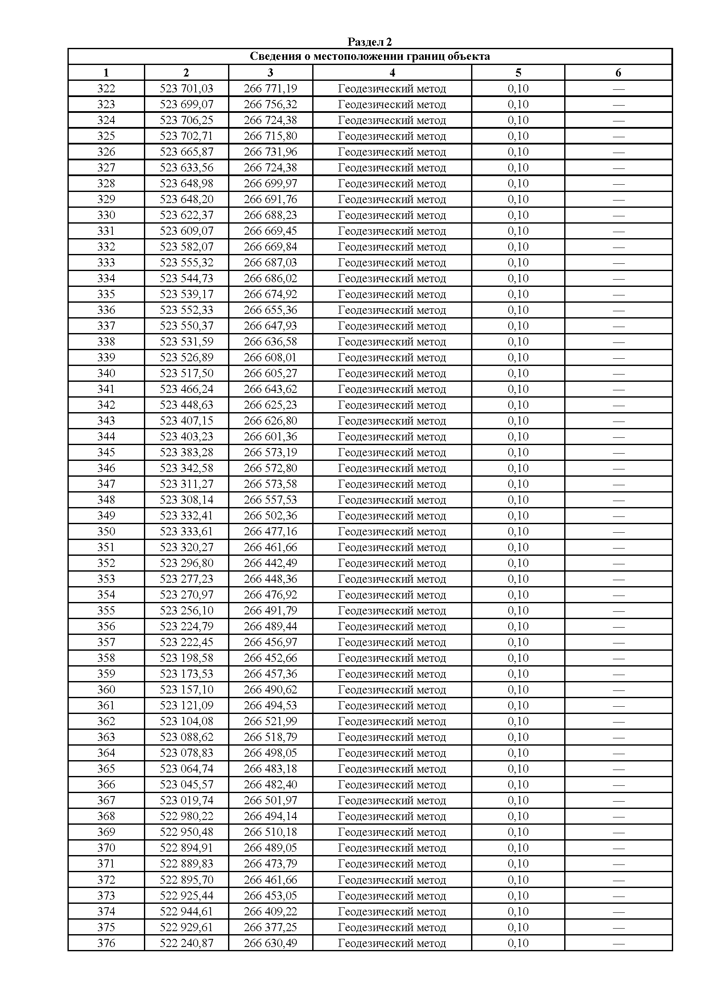 Раздел 2
Сведения о местоположении границ объекта
1 2 3 4 5 6
322 523 701,03 266 771,19 Геодезический метод 0,10 —
323 523 699,07 266 756,32 Геодезический метод 0,10 —
324 523 706,25 266 724,38 Геодезический метод 0,10 —
325 523 702,71 266 715,80 Геодезический метод 0,10 —
326 523 665,87 266 731,96 Геодезический метод 0,10 —
327 523 633,56 266 724,38 Геодезический метод 0,10 —
328 523 648,98 266 699,97 Геодезический метод 0,10 —
329 523 648,20 266 691,76 Геодезический метод 0,10 —
330 523 622,37 266 688,23 Геодезический метод 0,10 —
331 523 609,07 266 669,45 Геодезический метод 0,10 —
332 523 582,07 266 669,84 Геодезический метод 0,10 —
333 523 555,32 266 687,03 Геодезический метод 0,10 —
334 523 544,73 266 686,02 Геодезический метод 0,10 —
335 523 539,17 266 674,92 Геодезический метод 0,10 —
336 523 552,33 266 655,36 Геодезический метод 0,10 —
337 523 550,37 266 647,93 Геодезический метод 0,10 —
338 523 531,59 266 636,58 Геодезический метод 0,10 —
339 523 526,89 266 608,01 Геодезический метод 0,10 —
340 523 517,50 266 605,27 Геодезический метод 0,10 —
341 523 466,24 266 643,62 Геодезический метод 0,10 —
342 523 448,63 266 625,23 Геодезический метод 0,10 —
343 523 407,15 266 626,80 Геодезический метод 0,10 —
344 523 403,23 266 601,36 Геодезический метод 0,10 —
345 523 383,28 266 573,19 Геодезический метод 0,10 —
346 523 342,58 266 572,80 Геодезический метод 0,10 —
347 523 311,27 266 573,58 Геодезический метод 0,10 —
348 523 308,14 266 557,53 Геодезический метод 0,10 —
349 523 332,41 266 502,36 Геодезический метод 0,10 —
350 523 333,61 266 477,16 Геодезический метод 0,10 —
351 523 320,27 266 461,66 Геодезический метод 0,10 —
352 523 296,80 266 442,49 Геодезический метод 0,10 —
353 523 277,23 266 448,36 Геодезический метод 0,10 —
354 523 270,97 266 476,92 Геодезический метод 0,10 —
355 523 256,10 266 491,79 Геодезический метод 0,10 —
356 523 224,79 266 489,44 Геодезический метод 0,10 —
357 523 222,45 266 456,97 Геодезический метод 0,10 —
358 523 198,58 266 452,66 Геодезический метод 0,10 —
359 523 173,53 266 457,36 Геодезический метод 0,10 —
360 523 157,10 266 490,62 Геодезический метод 0,10 —
361 523 121,09 266 494,53 Геодезический метод 0,10 —
362 523 104,08 266 521,99 Геодезический метод 0,10 —
363 523 088,62 266 518,79 Геодезический метод 0,10 —
364 523 078,83 266 498,05 Геодезический метод 0,10 —
365 523 064,74 266 483,18 Геодезический метод 0,10 —
366 523 045,57 266 482,40 Геодезический метод 0,10 —
367 523 019,74 266 501,97 Геодезический метод 0,10 —
368 522 980,22 266 494,14 Геодезический метод 0,10 —
369 522 950,48 266 510,18 Геодезический метод 0,10 —
370 522 894,91 266 489,05 Геодезический метод 0,10 —
371 522 889,83 266 473,79 Геодезический метод 0,10 —
372 522 895,70 266 461,66 Геодезический метод 0,10 —
373 522 925,44 266 453,05 Геодезический метод 0,10 —
374 522 944,61 266 409,22 Геодезический метод 0,10 —
375 522 929,61 266 377,25 Геодезический метод 0,10 —
376 522 240,87 266 630,49 Геодезический метод 0,10 —